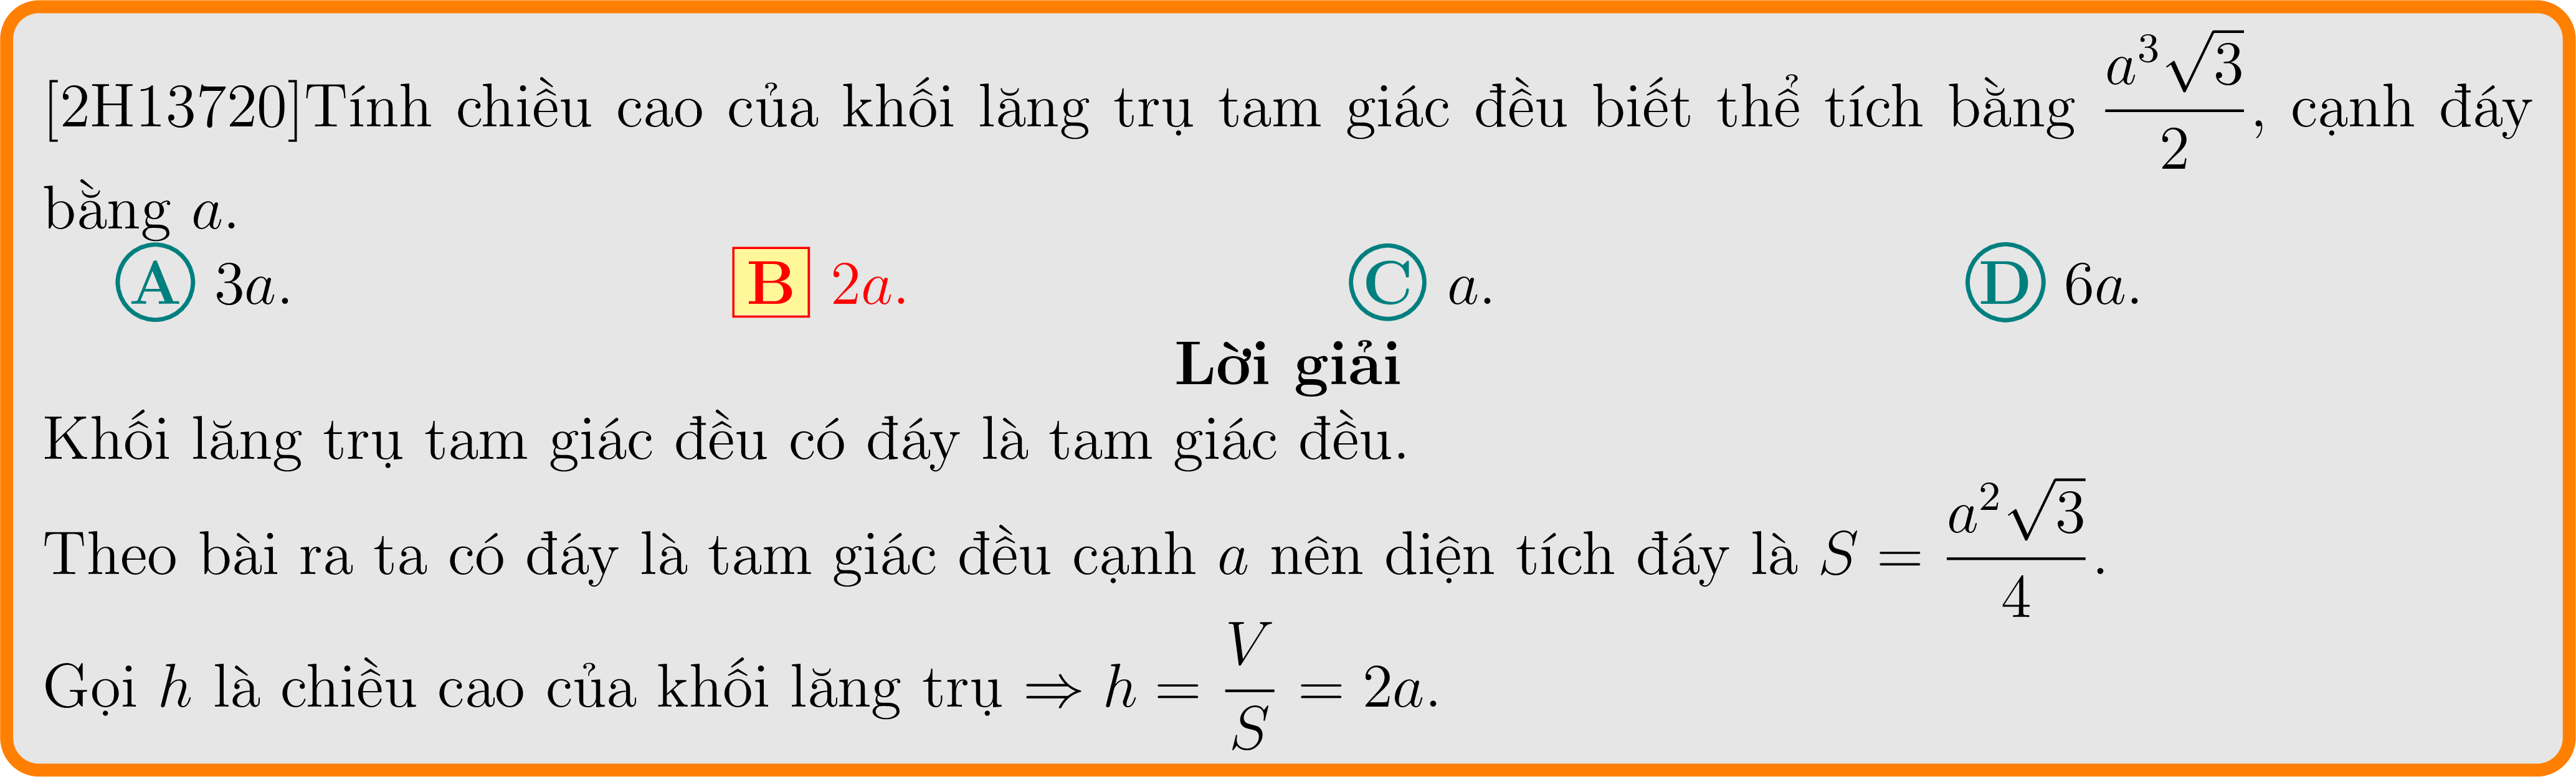 [2H13720]Tính chiều cao của khối lăng trụ tam giác đều biết thể tích bằng $\dfrac{a^3\sqrt{3}}{2}$, cạnh đáy
bằng $a$.
A 3a. B 2a. C a. D 6a.
Lời giải
Khối lăng trụ tam giác đều có đáy là tam giác đều.
Theo bài ra ta có đáy là tam giác đều cạnh $a$ nên diện tích đáy là $S = \dfrac{a^2\sqrt{3}}{4}$.
Gọi $h$ là chiều cao của khối lăng trụ $\Rightarrow h = \dfrac{V}{S} = 2a$.